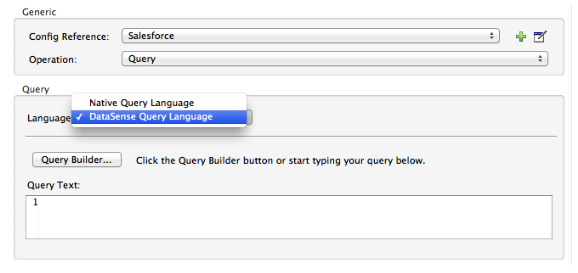 Generic
Config Reference: Salesforce
Operation: Query
Query
Native Query Language
Language ✓ DataSense Query Language
Query Builder... Click the Query Builder button or start typing your query below.
Query Text:
1